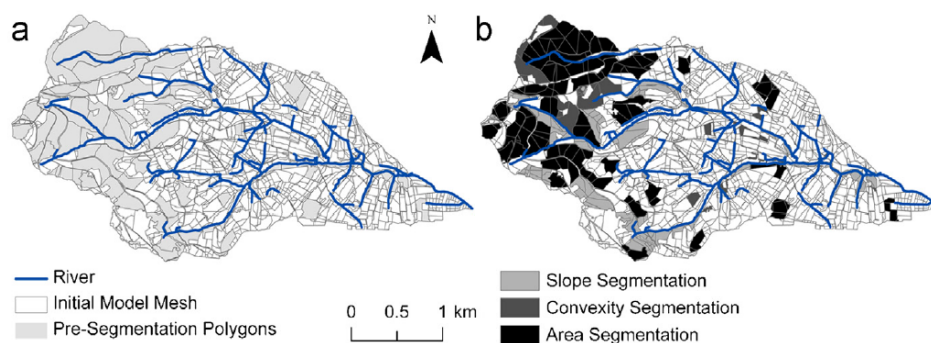 a
N
b
River
Initial Model Mesh
Pre-Segmentation Polygons
0 0.5 1 km
Slope Segmentation
Convexity Segmentation
Area Segmentation